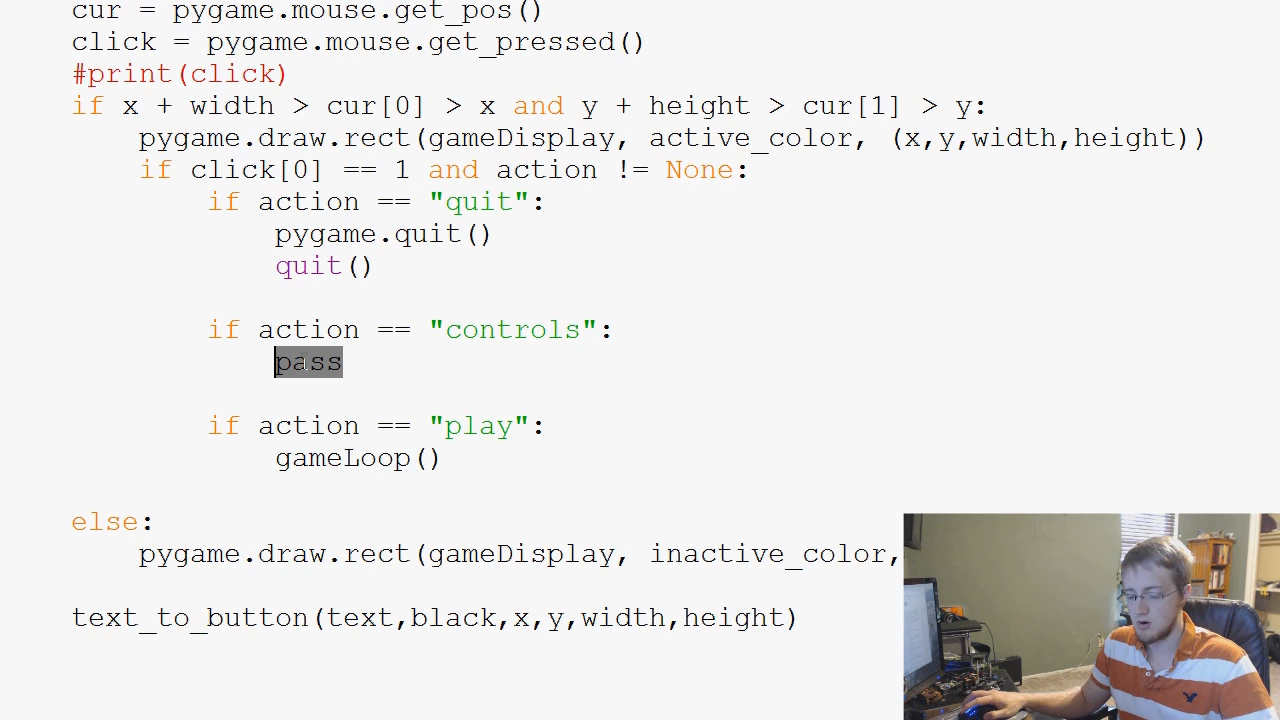 cur = pygame.mouse.get_pos()
click = pygame.mouse.get_pressed()
#print(click)
if x + width > cur[0] > x and y + height > cur[1] > y:
pygame.draw.rect(gameDisplay, active_color, (x,y,width,height))
if click[0] == 1 and action != None:
if action == "quit":
pygame.quit()
quit()
if action == "controls":
pass
if action == "play":
gameLoop()
else:
pygame.draw.rect(gameDisplay, inactive_color,
text_to_button(text,black,x,y,width,height)